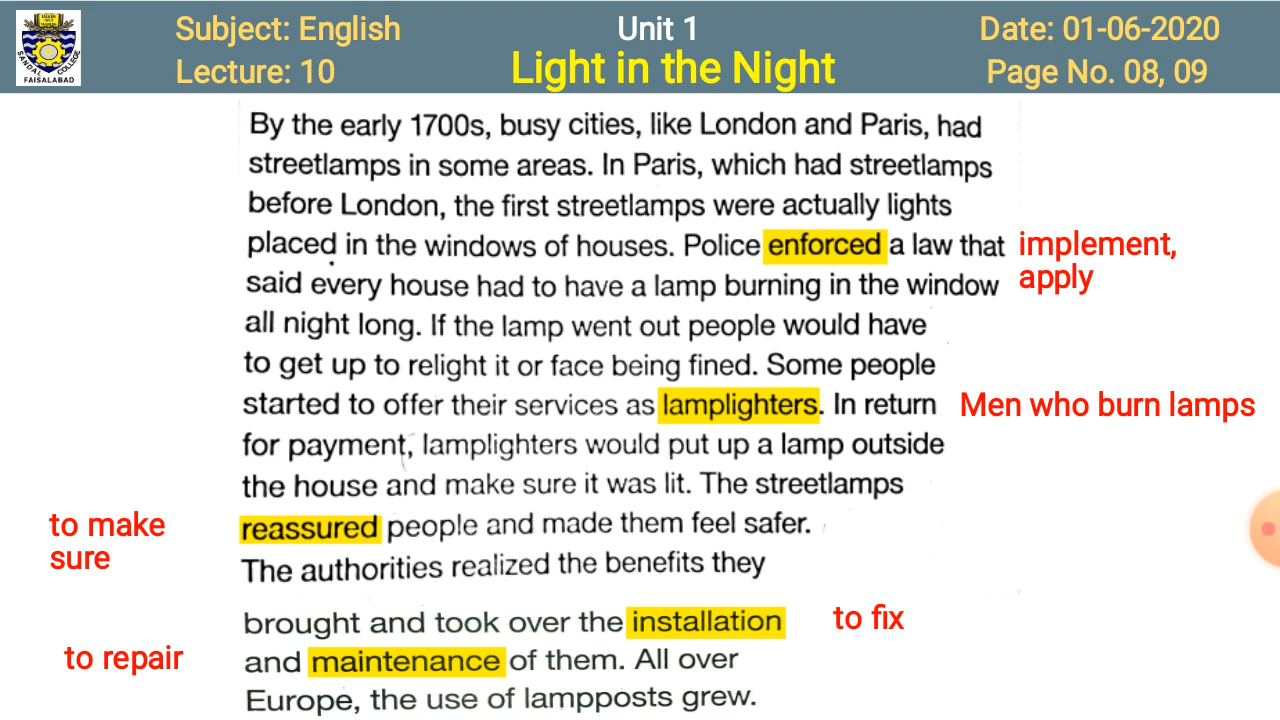 Subject: English
Unit 1
Date: 01-06-2020
Lecture: 10
Light in the Night
Page No. 08, 09
SANDAL COLLEGE
FAISALABAD
By the early 1700s, busy cities, like London and Paris, had
streetlamps in some areas. In Paris, which had streetlamps
before London, the first streetlamps were actually lights
placed in the windows of houses. Police enforced a law that
implement,
apply
said every house had to have a lamp burning in the window
all night long. If the lamp went out people would have
to get up to relight it or face being fined. Some people
started to offer their services as lamplighters. In return
Men who burn lamps
for payment, lamplighters would put up a lamp outside
the house and make sure it was lit. The streetlamps
to make
sure
reassured people and made them feel safer.
The authorities realized the benefits they
brought and took over the installation
to fix
to repair
and maintenance of them. All over
Europe, the use of lampposts grew.